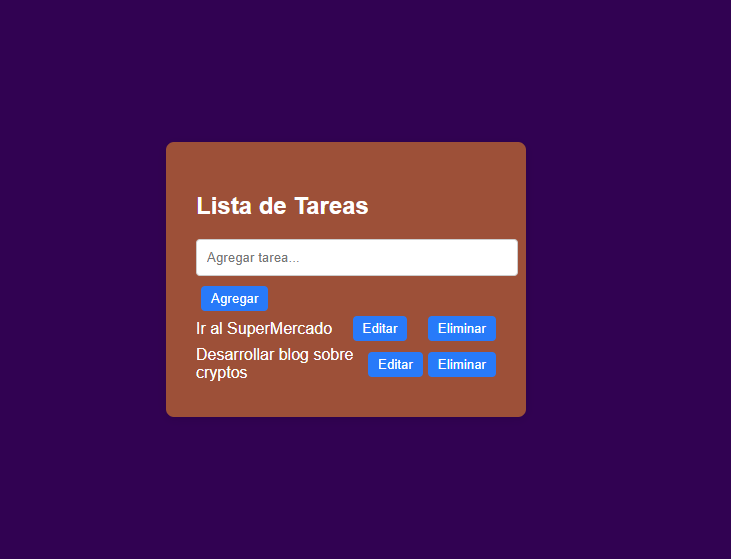 Lista de Tareas
Agregar tarea...
Agregar
Ir al SuperMercado Editar Eliminar
Desarrollar blog sobre
cryptos Editar Eliminar